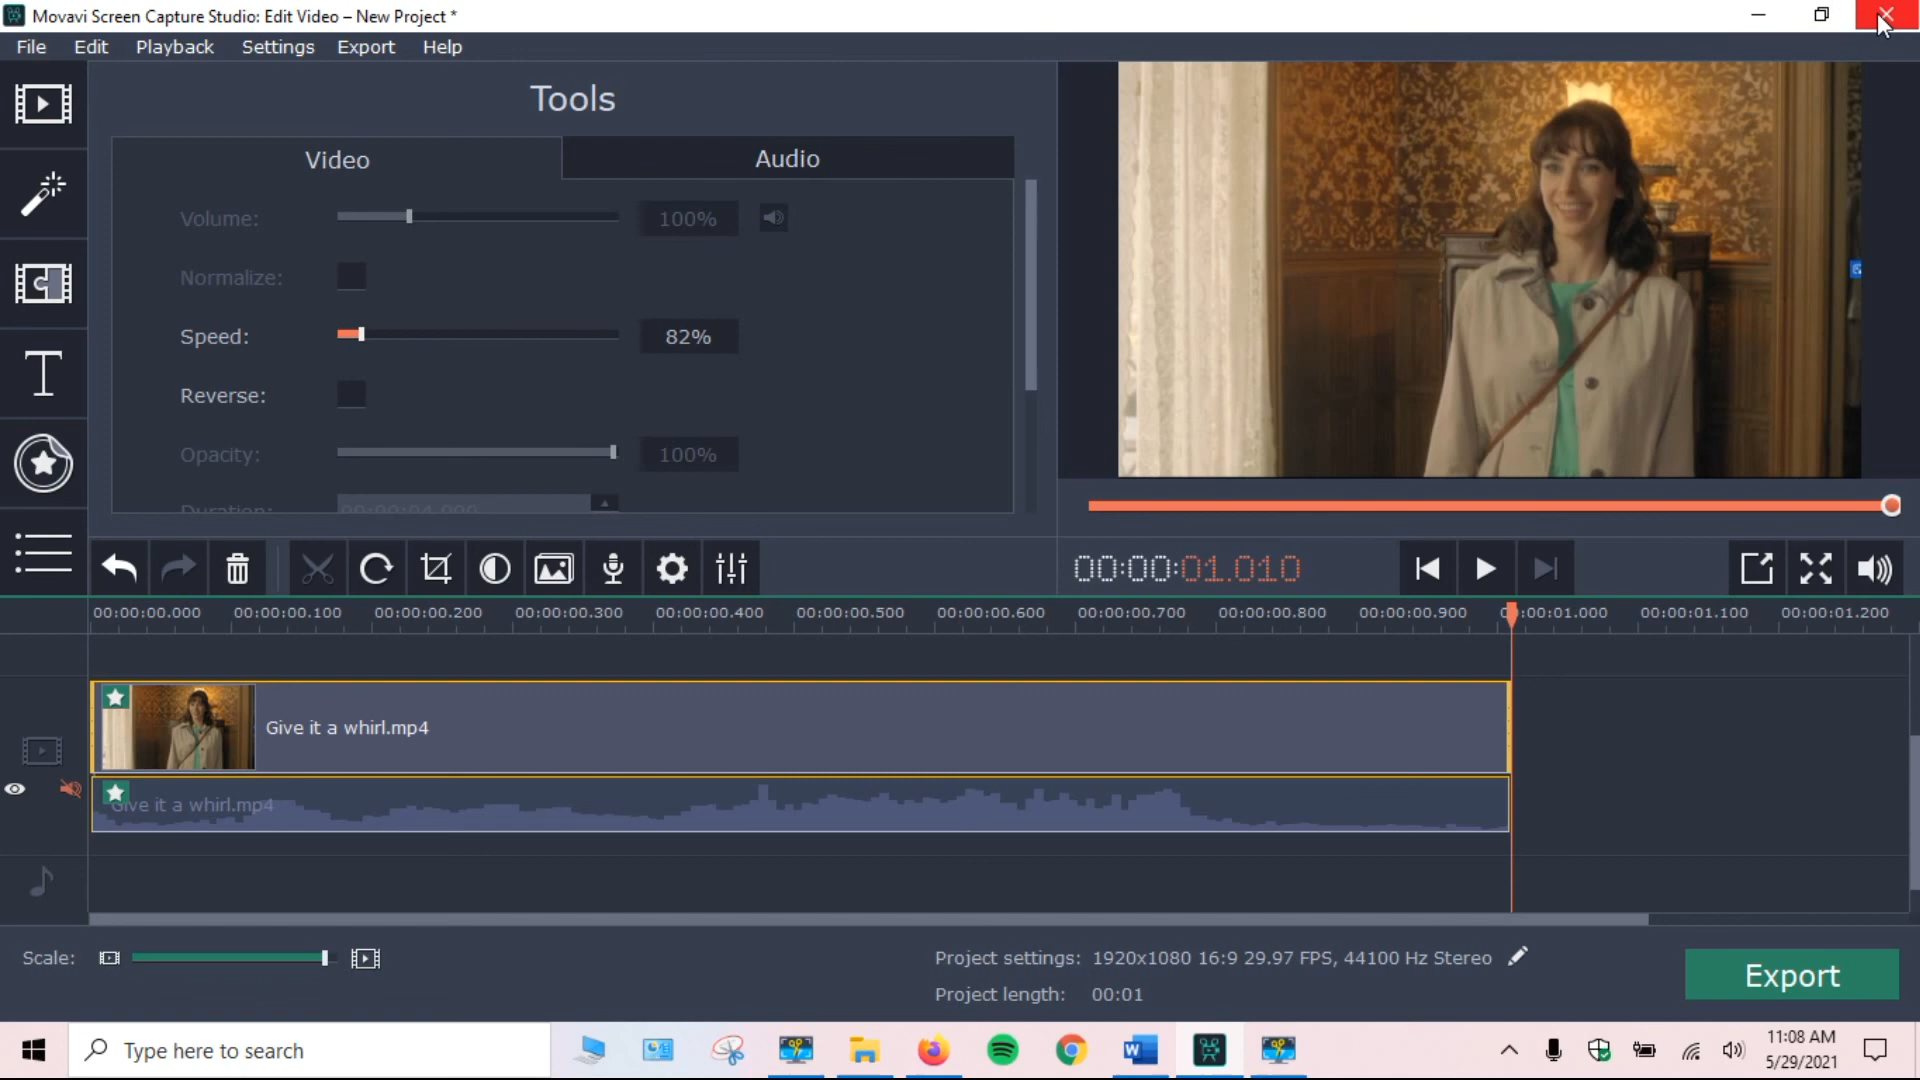 Movavi Screen Capture Studio: Edit Video – New Project *
File Edit Playback Settings Export Help
Tools
Video Audio
Volume: 100%
Normalize:
Speed: 82%
Reverse:
Opacity: 100%
Duration: 00:00:04.000
00:00:01.010
00:00:00.000 00:00:00.100 00:00:00.200 00:00:00.300 00:00:00.400 00:00:00.500 00:00:00.600 00:00:00.700 00:00:00.800 00:00:00.900 00:00:01.000 00:00:01.100 00:00:01.200
Give it a whirl.mp4
Give it a whirl.mp4
Scale:
Project settings: 1920x1080 16:9 29.97 FPS, 44100 Hz Stereo
Project length: 00:01
Export
Type here to search
11:08 AM
5/29/2021